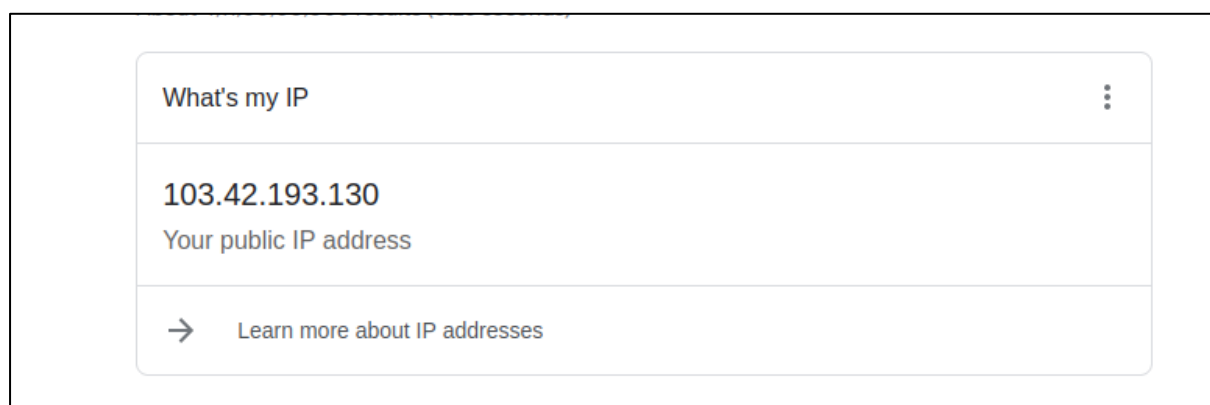 What's my IP
103.42.193.130
Your public IP address
Learn more about IP addresses